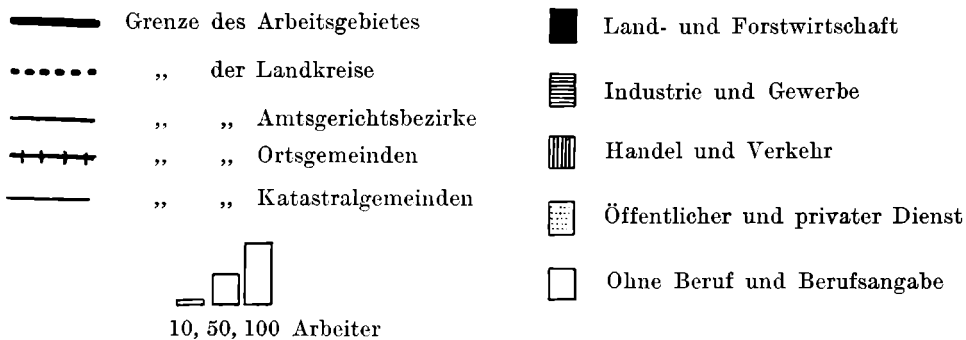 Grenze des Arbeitsgebietes
„ der Landkreise
„ „ Amtsgerichtsbezirke
„ „ Ortsgemeinden
„ „ Katastralgemeinden
10, 50, 100 Arbeiter
Land- und Forstwirtschaft
Industrie und Gewerbe
Handel und Verkehr
Öffentlicher und privater Dienst
Ohne Beruf und Berufsangabe